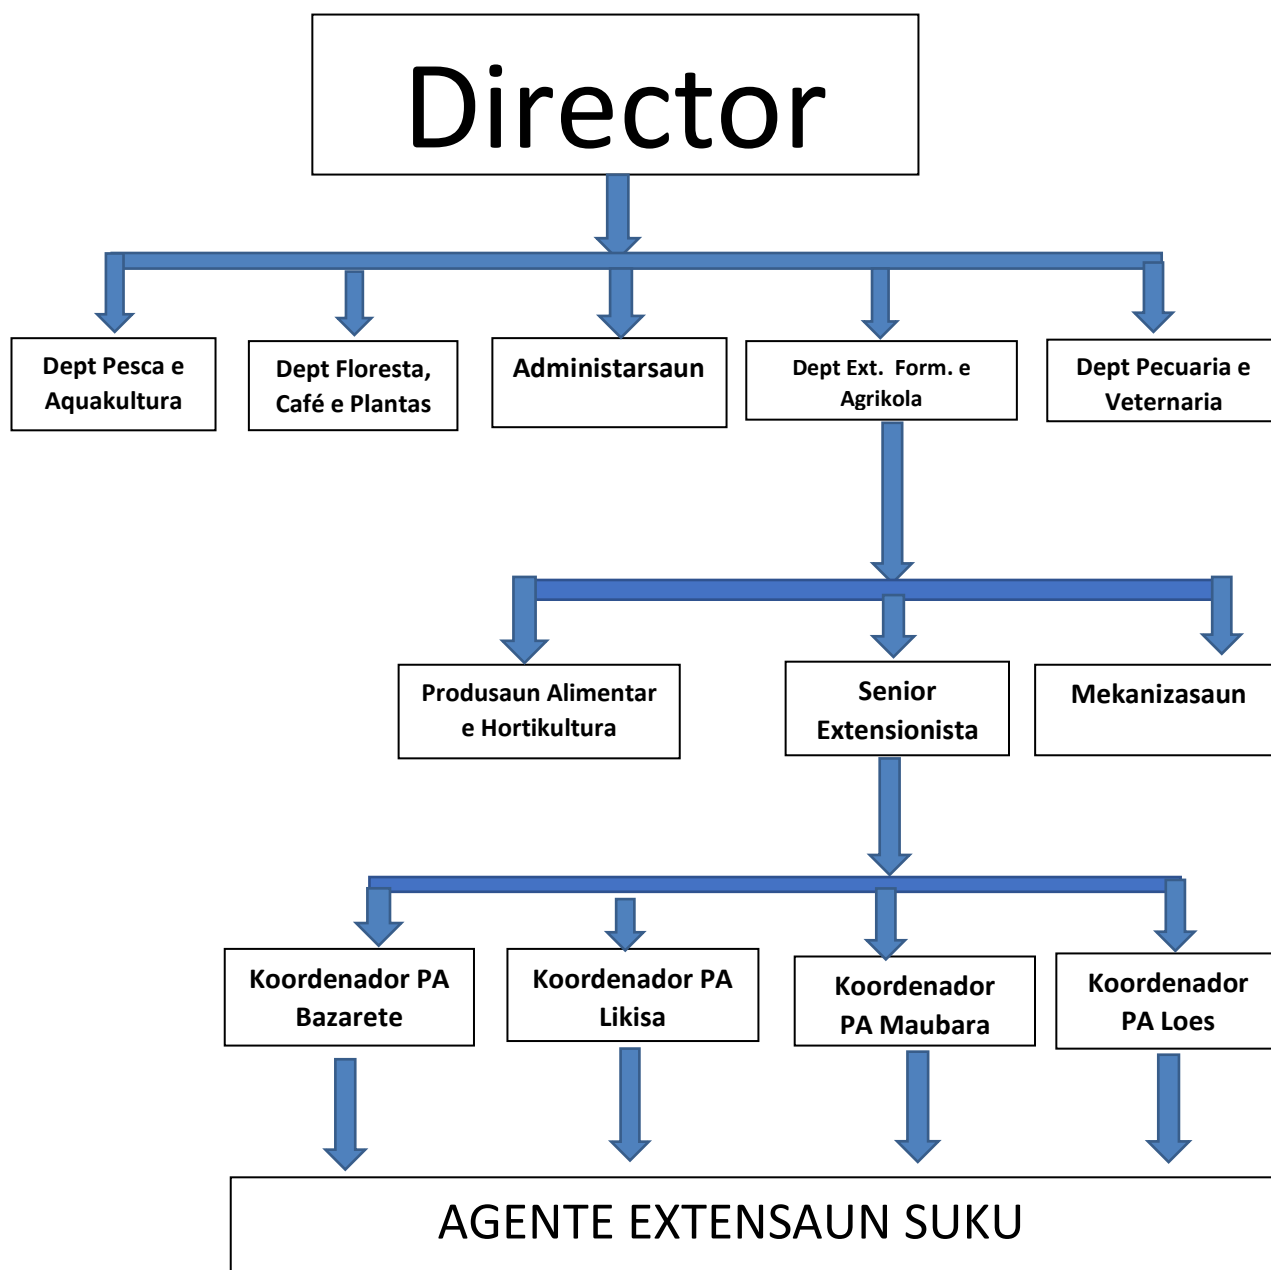 Director
Dept Pesca e
Aquakultura
Dept Floresta,
Café e Plantas
Administarsaun
Dept Ext. Form. e
Agrikola
Dept Pecuaria e
Veternaria
Produsaun Alimentar
e Hortikultura
Senior
Extensionista
Mekanizasaun
Koordenador PA
Bazarete
Koordenador PA
Likisa
Koordenador
PA Maubara
Koordenador
PA Loes
AGENTE EXTENSAUN SUKU